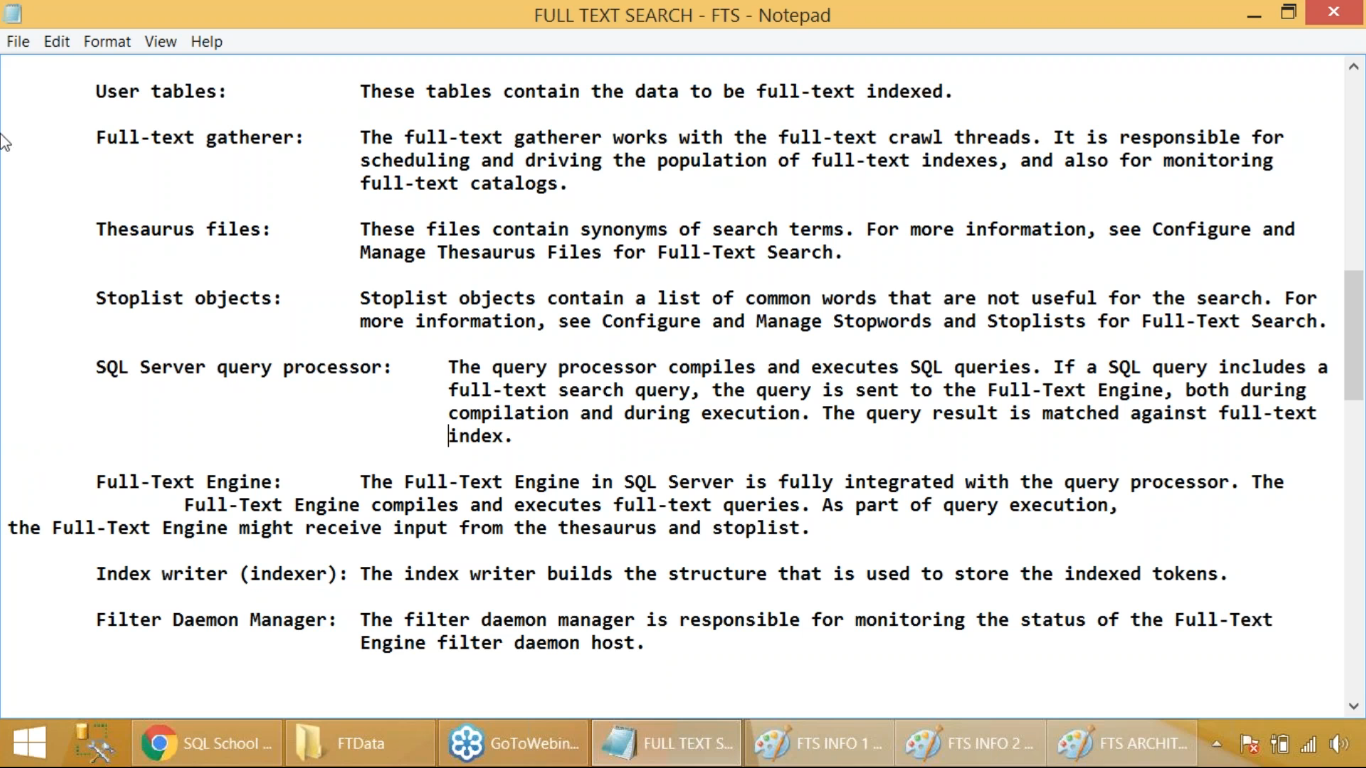 FULL TEXT SEARCH - FTS - Notepad
File Edit Format View Help
User tables: These tables contain the data to be full-text indexed.
Full-text gatherer: The full-text gatherer works with the full-text crawl threads. It is responsible for
scheduling and driving the population of full-text indexes, and also for monitoring
full-text catalogs.
Thesaurus files: These files contain synonyms of search terms. For more information, see Configure and
Manage Thesaurus Files for Full-Text Search.
Stoplist objects: Stoplist objects contain a list of common words that are not useful for the search. For
more information, see Configure and Manage Stopwords and Stoplists for Full-Text Search.
SQL Server query processor: The query processor compiles and executes SQL queries. If a SQL query includes a
full-text search query, the query is sent to the Full-Text Engine, both during
compilation and during execution. The query result is matched against full-text
index.
Full-Text Engine: The Full-Text Engine in SQL Server is fully integrated with the query processor. The
Full-Text Engine compiles and executes full-text queries. As part of query execution,
the Full-Text Engine might receive input from the thesaurus and stoplist.
Index writer (indexer): The index writer builds the structure that is used to store the indexed tokens.
Filter Daemon Manager: The filter daemon manager is responsible for monitoring the status of the Full-Text
Engine filter daemon host.
SQL School ... FTData GoToWebin... FULL TEXT S... FTS INFO 1 ... FTS INFO 2 ... FTS ARCHIT...